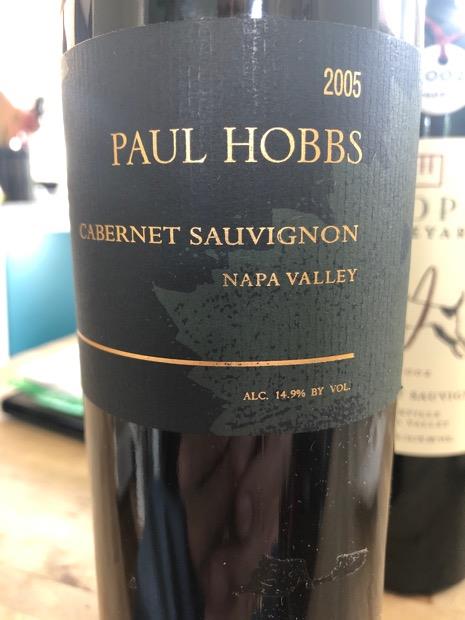 2005
PAUL HOBBS
CABERNET SAUVIGNON
NAPA VALLEY
ALC. 14.9% BY VOL.